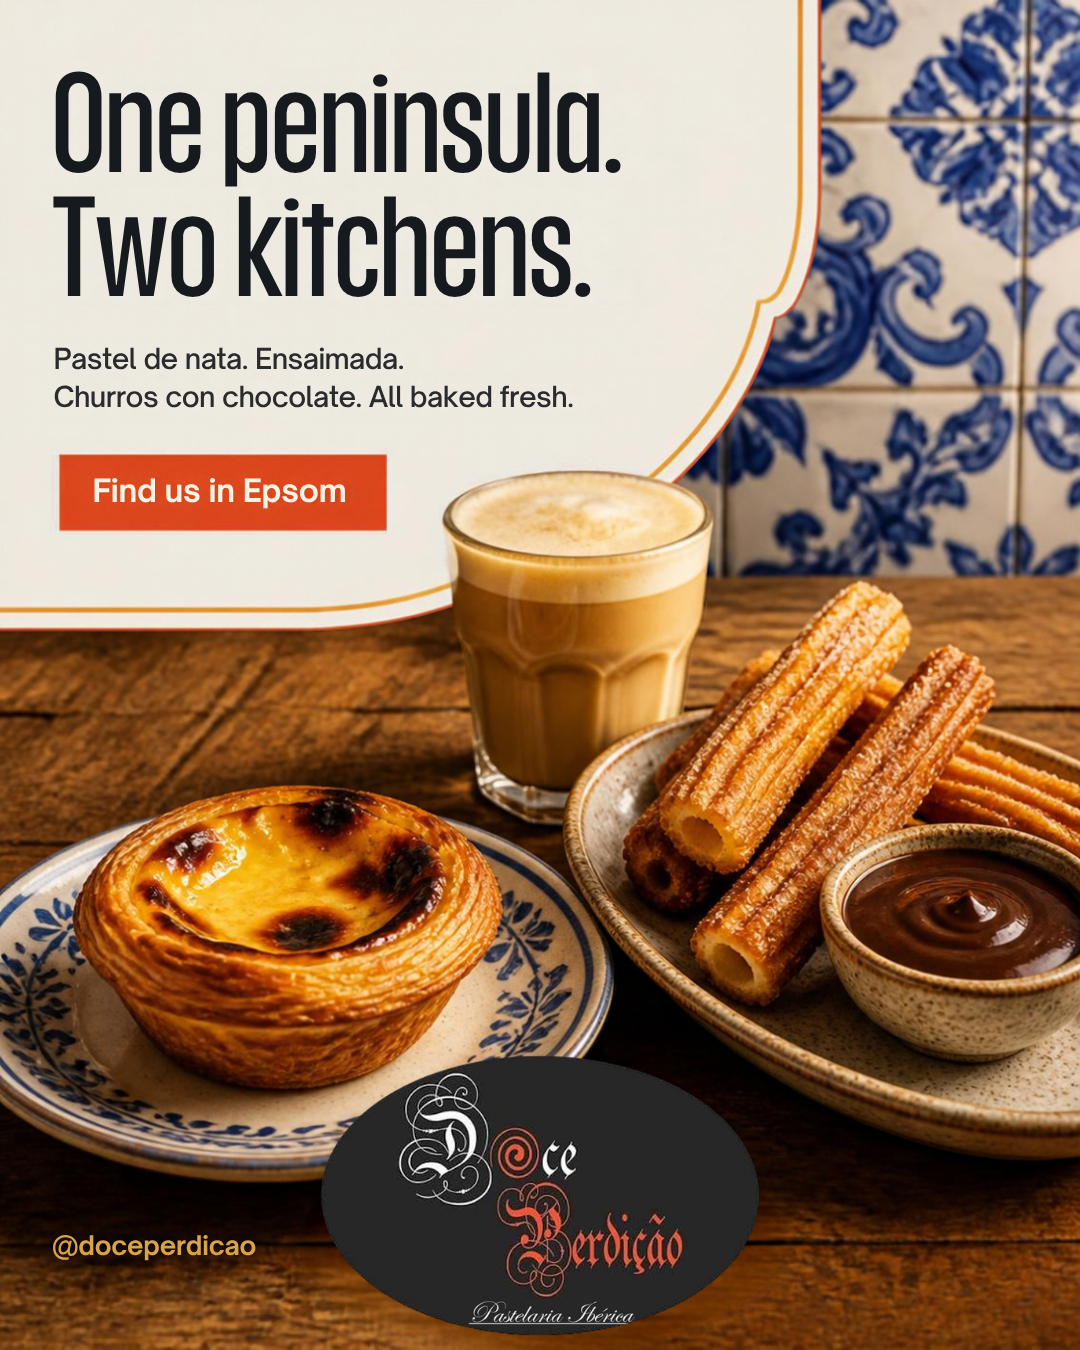 One peninsula.
Two kitchens.
Pastel de nata. Ensaimada.
Churros con chocolate. All baked fresh.
Find us in Epsom
Doce
Perdição
Pastelaria Ibérica
@doceperdicao